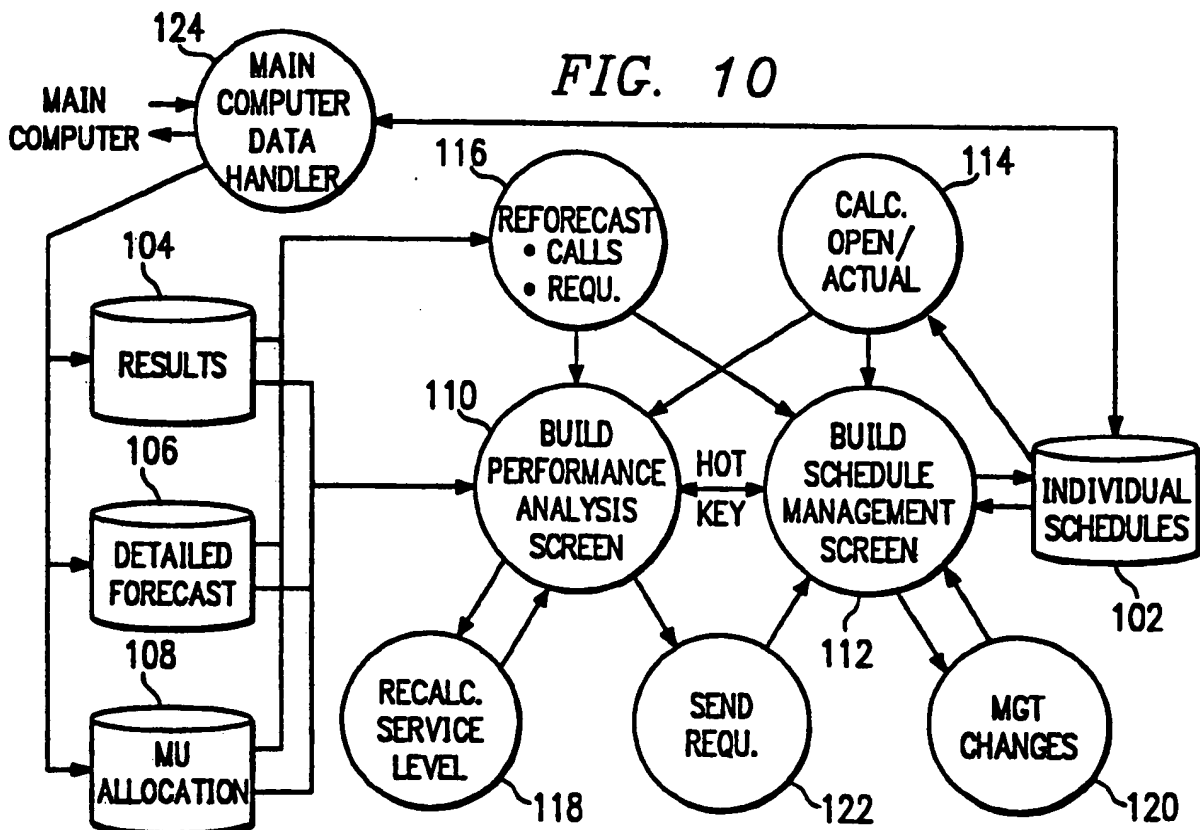 124
MAIN
COMPUTER
DATA
HANDLER
FIG. 10
MAIN
COMPUTER
116
REFORECAST
• CALLS
• REQU.
114
CALC.
OPEN/
ACTUAL
104
RESULTS
110
BUILD
PERFORMANCE
ANALYSIS
SCREEN
HOT
KEY
BUILD
SCHEDULE
MANAGEMENT
SCREEN
112
INDIVIDUAL
SCHEDULES
102
106
DETAILED
FORECAST
108
MU
ALLOCATION
RECALC.
SERVICE
LEVEL
118
SEND
REQU.
122
MGT
CHANGES
120